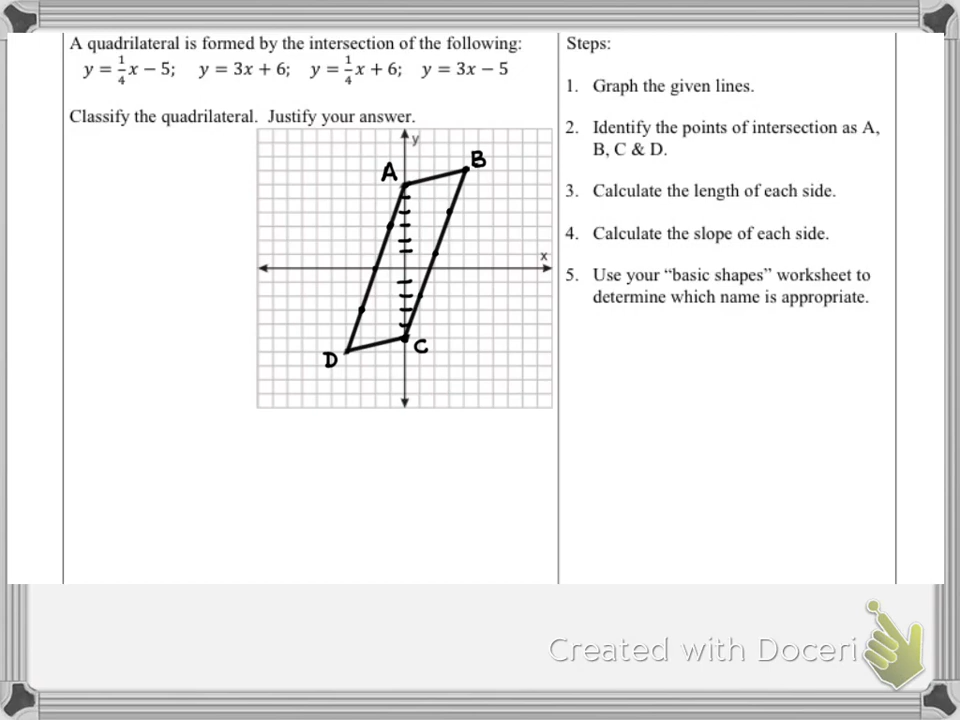 A quadrilateral is formed by the intersection of the following:
y = 1/4 x − 5;   y = 3x + 6;   y = 1/4 x + 6;   y = 3x − 5
Classify the quadrilateral.  Justify your answer.
y
A
B
x
D
C
Steps:
1. Graph the given lines.
2. Identify the points of intersection as A,
B, C & D.
3. Calculate the length of each side.
4. Calculate the slope of each side.
5. Use your “basic shapes” worksheet to
determine which name is appropriate.
Created with Doceri